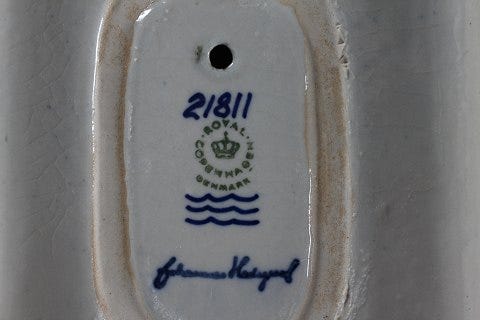 21811
ROYAL COPENHAGEN
DENMARK
Johannes Hedegaard